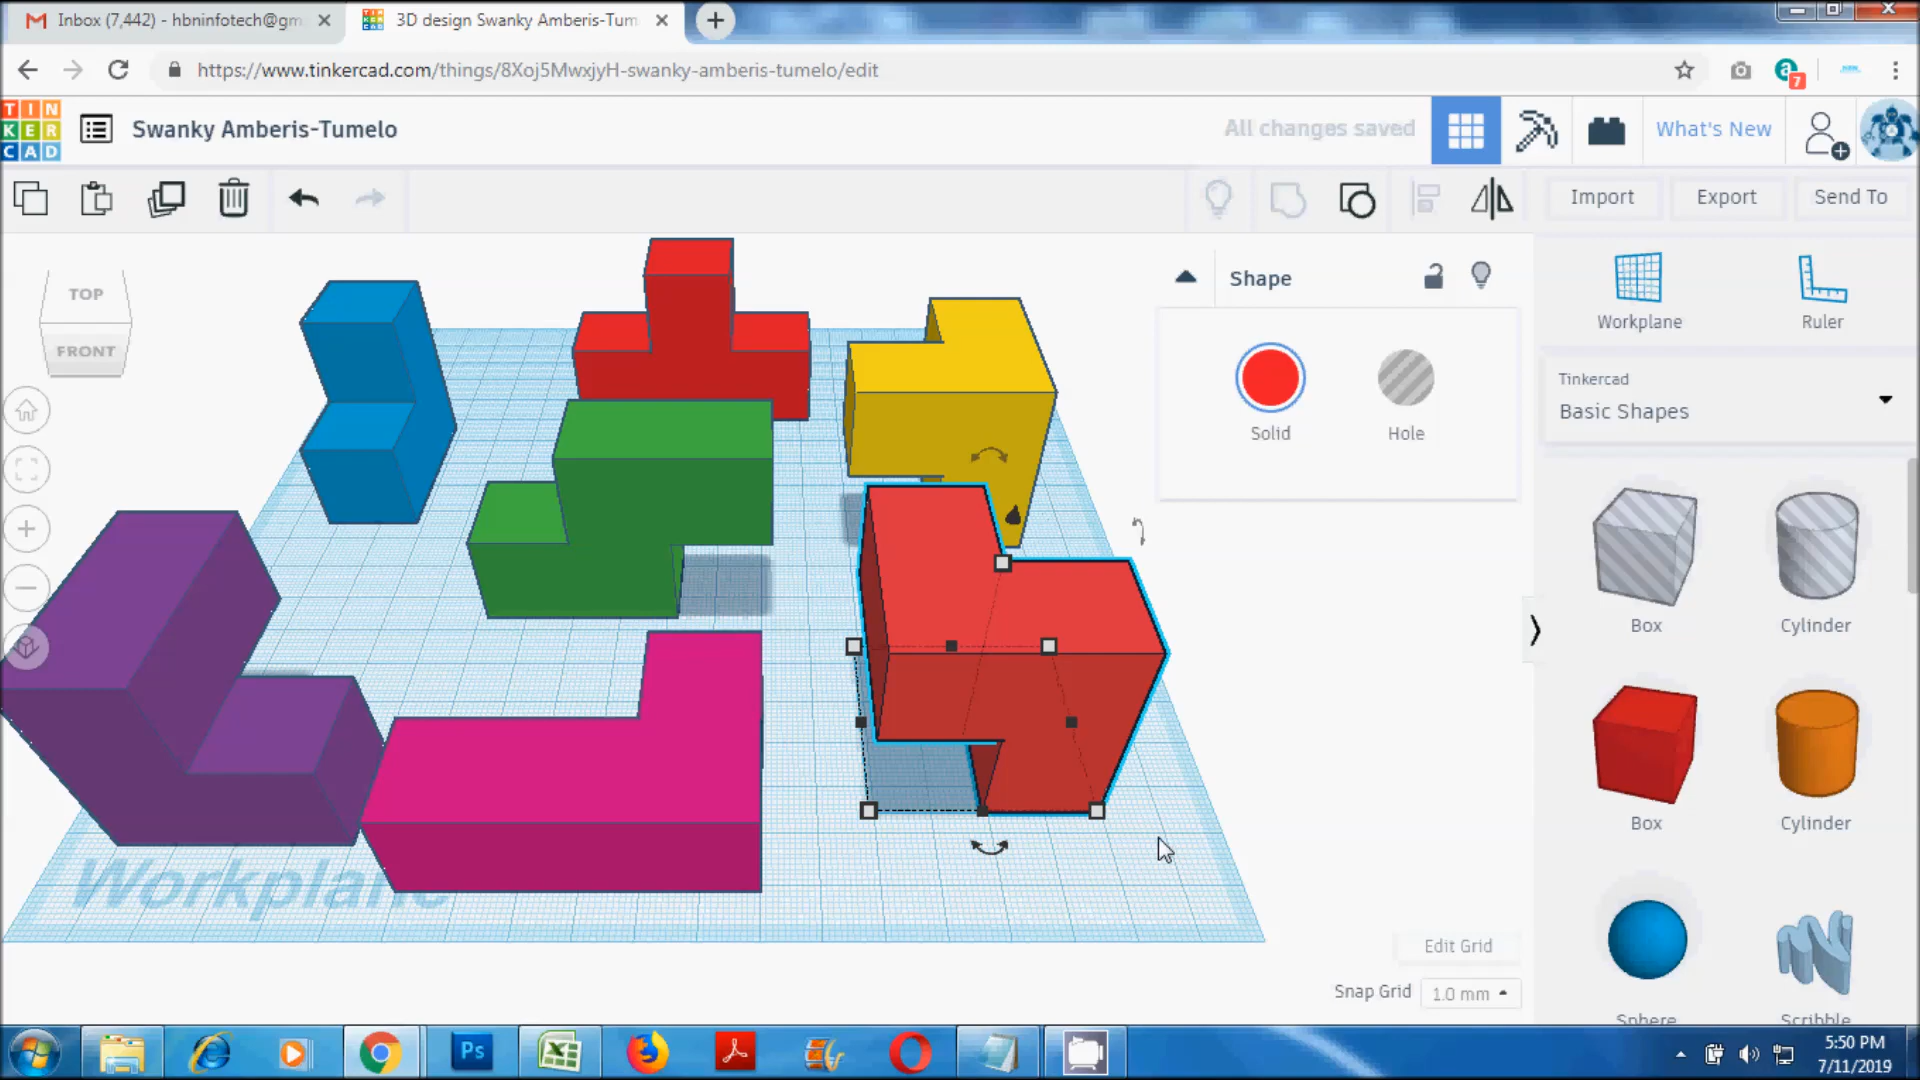 Inbox (7,442) - hbninfotech@gm
3D design Swanky Amberis-Tum
https://www.tinkercad.com/things/8Xoj5MwxjyH-swanky-amberis-tumelo/edit
7
TIN
KER
CAD
Swanky Amberis-Tumelo
All changes saved
What's New
Import
Export
Send To
TOP
FRONT
Shape
Solid
Hole
Workplane
Ruler
Tinkercad
Basic Shapes
Box
Cylinder
Box
Cylinder
Sphere
Scribble
Workplane
Edit Grid
Snap Grid
1.0 mm
Ps
5:50 PM
7/11/2019